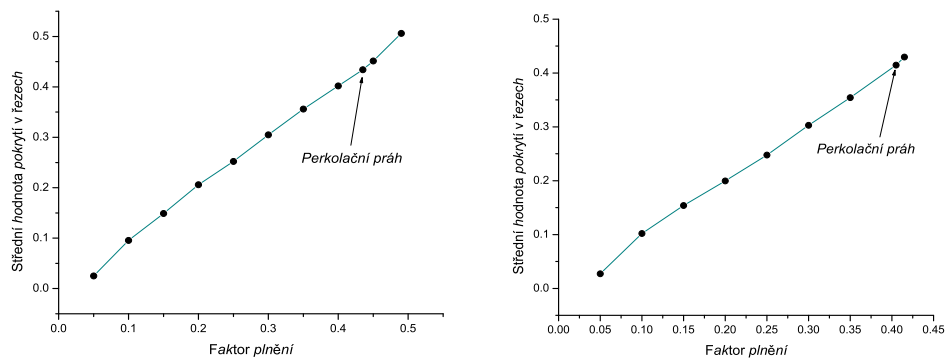 0.5
0.4
0.3
0.2
0.1
0.0
Střední hodnota pokrytí v řezech
Perkolační práh
0.0 0.1 0.2 0.3 0.4 0.5
Faktor plnění
0.5
0.4
0.3
0.2
0.1
0.0
Střední hodnota pokrytí v řezech
Perkolační práh
0.00 0.05 0.10 0.15 0.20 0.25 0.30 0.35 0.40 0.45
Faktor plnění